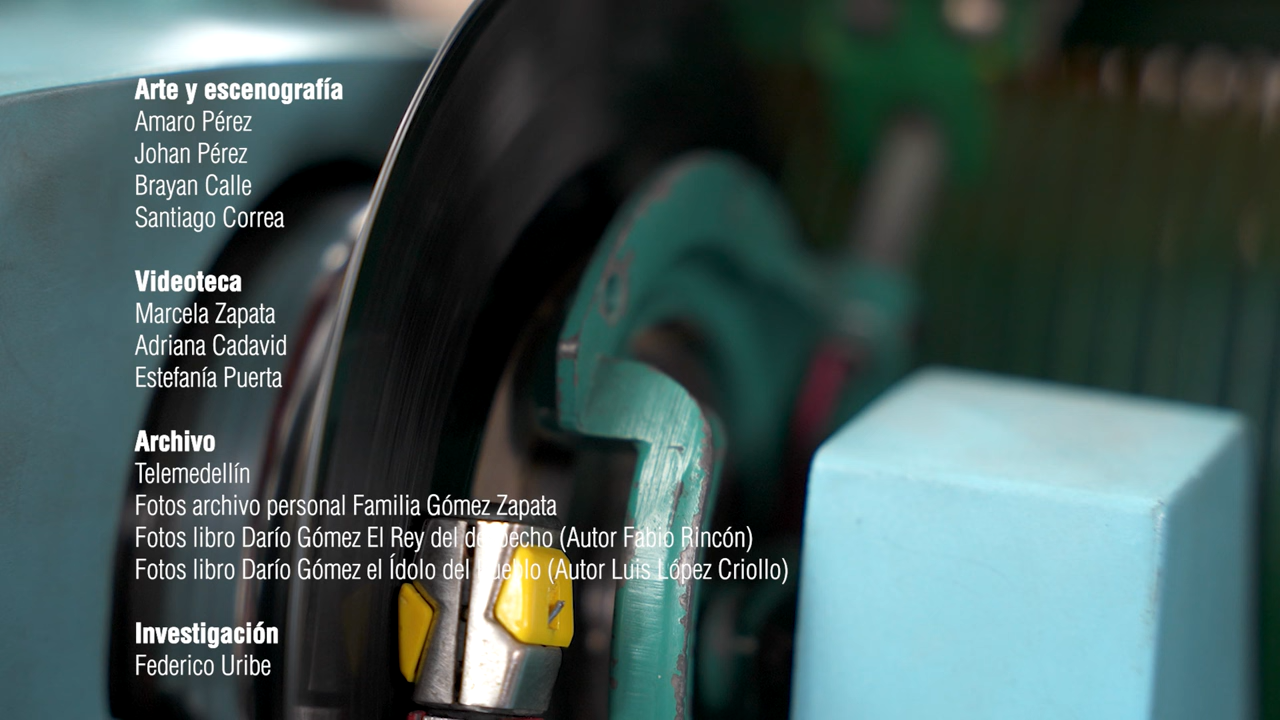 Arte y escenografía
Amaro Pérez
Johan Pérez
Brayan Calle
Santiago Correa
Videoteca
Marcela Zapata
Adriana Cadavid
Estefanía Puerta
Archivo
Telemedellín
Fotos archivo personal Familia Gómez Zapata
Fotos libro Darío Gómez El Rey del despecho (Autor Fabio Rincón)
Fotos libro Darío Gómez el Ídolo del Pueblo (Autor Luis López Criollo)
Investigación
Federico Uribe